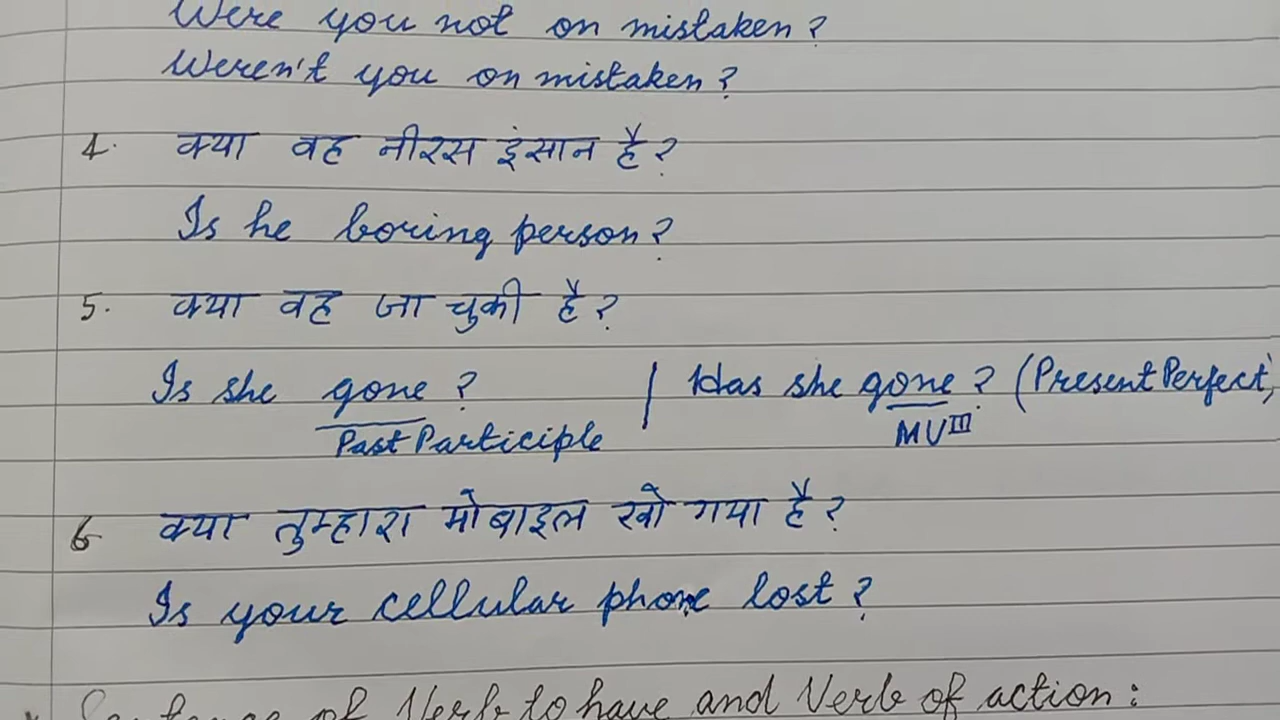 Were you not on mistaken?
Weren't you on mistaken?
4. क्या वह नीरस इंसान है?
Is he boring person?
5. क्या वह जा चुकी है?
Is she gone? | Has she gone? (Present Perfect)
Past Participle MVIII
6 क्या तुम्हारा मोबाइल खो गया है?
Is your cellular phone lost?
Sentence of Verb to have and Verb of action: